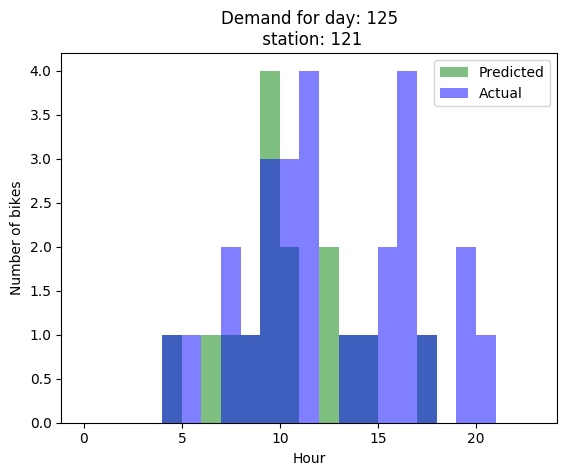 Demand for day: 125
station: 121
Predicted
Actual
4.0
3.5
3.0
2.5
2.0
1.5
1.0
0.5
0.0
Number of bikes
0 5 10 15 20
Hour